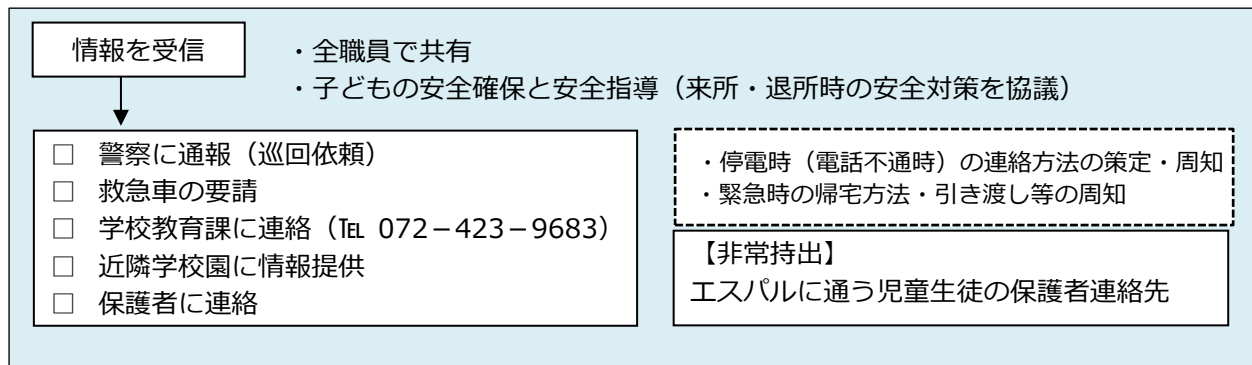 情報を受信
・全職員で共有
・子どもの安全確保と安全指導（来所・退所時の安全対策を協議）
□ 警察に通報（巡回依頼）
□ 救急車の要請
□ 学校教育課に連絡（℡ 072－423－9683）
□ 近隣学校園に情報提供
□ 保護者に連絡
・停電時（電話不通時）の連絡方法の策定・周知
・緊急時の帰宅方法・引き渡し等の周知
【非常持出】
エスパルに通う児童生徒の保護者連絡先